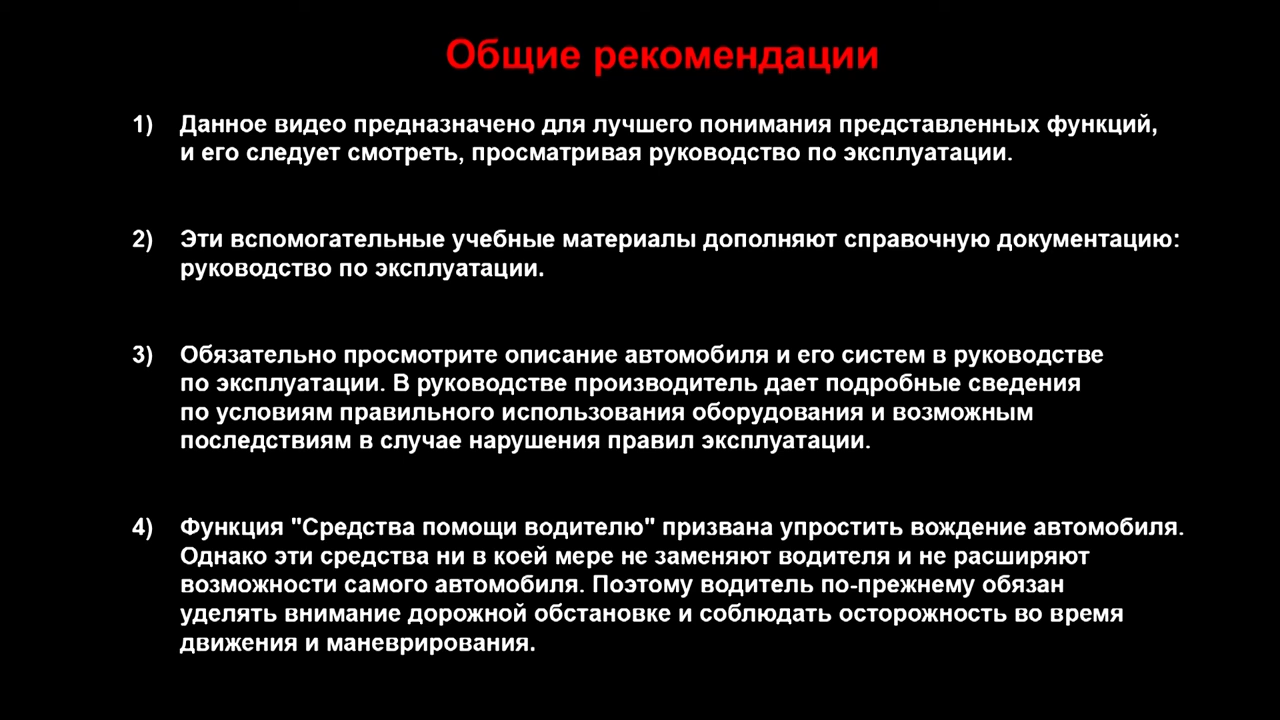 Общие рекомендации
1) Данное видео предназначено для лучшего понимания представленных функций,
и его следует смотреть, просматривая руководство по эксплуатации.
2) Эти вспомогательные учебные материалы дополняют справочную документацию:
руководство по эксплуатации.
3) Обязательно просмотрите описание автомобиля и его систем в руководстве
по эксплуатации. В руководстве производитель дает подробные сведения
по условиям правильного использования оборудования и возможным
последствиям в случае нарушения правил эксплуатации.
4) Функция "Средства помощи водителю" призвана упростить вождение автомобиля.
Однако эти средства ни в коей мере не заменяют водителя и не расширяют
возможности самого автомобиля. Поэтому водитель по-прежнему обязан
уделять внимание дорожной обстановке и соблюдать осторожность во время
движения и маневрирования.